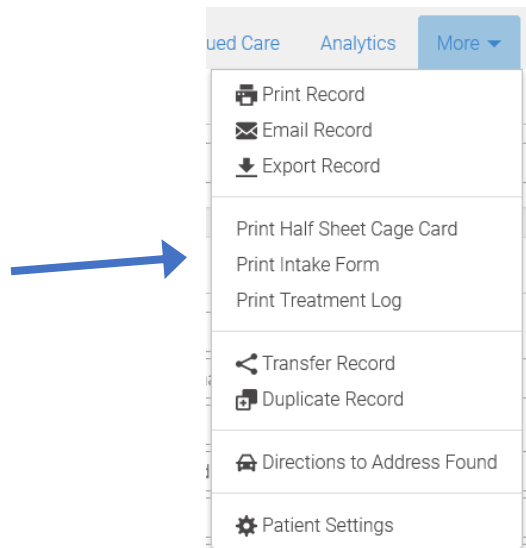 ued Care Analytics More
Print Record
Email Record
Export Record
Print Half Sheet Cage Card
Print Intake Form
Print Treatment Log
Transfer Record
Duplicate Record
Directions to Address Found
Patient Settings